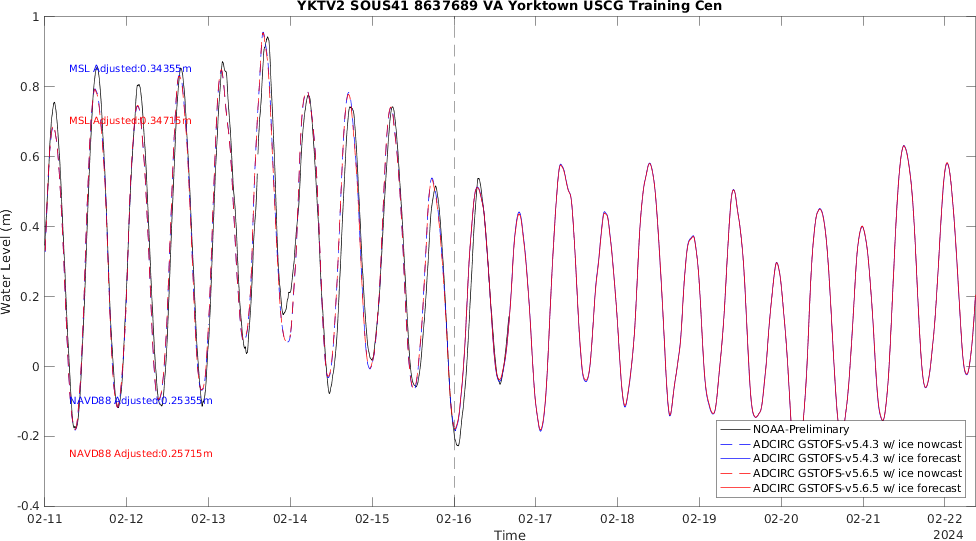 YKTV2 SOUS41 8637689 VA Yorktown USCG Training Cen
1
0.8
0.6
0.4
0.2
0
-0.2
-0.4
Water Level (m)
MSL Adjusted:0.34355m
MSL Adjusted:0.34715m
NAVD88 Adjusted:0.25355m
NAVD88 Adjusted:0.25715m
NOAA-Preliminary
ADCIRC GSTOFS-v5.4.3 w/ ice nowcast
ADCIRC GSTOFS-v5.4.3 w/ ice forecast
ADCIRC GSTOFS-v5.6.5 w/ ice nowcast
ADCIRC GSTOFS-v5.6.5 w/ ice forecast
02-11 02-12 02-13 02-14 02-15 02-16 02-17 02-18 02-19 02-20 02-21 02-22
Time
2024